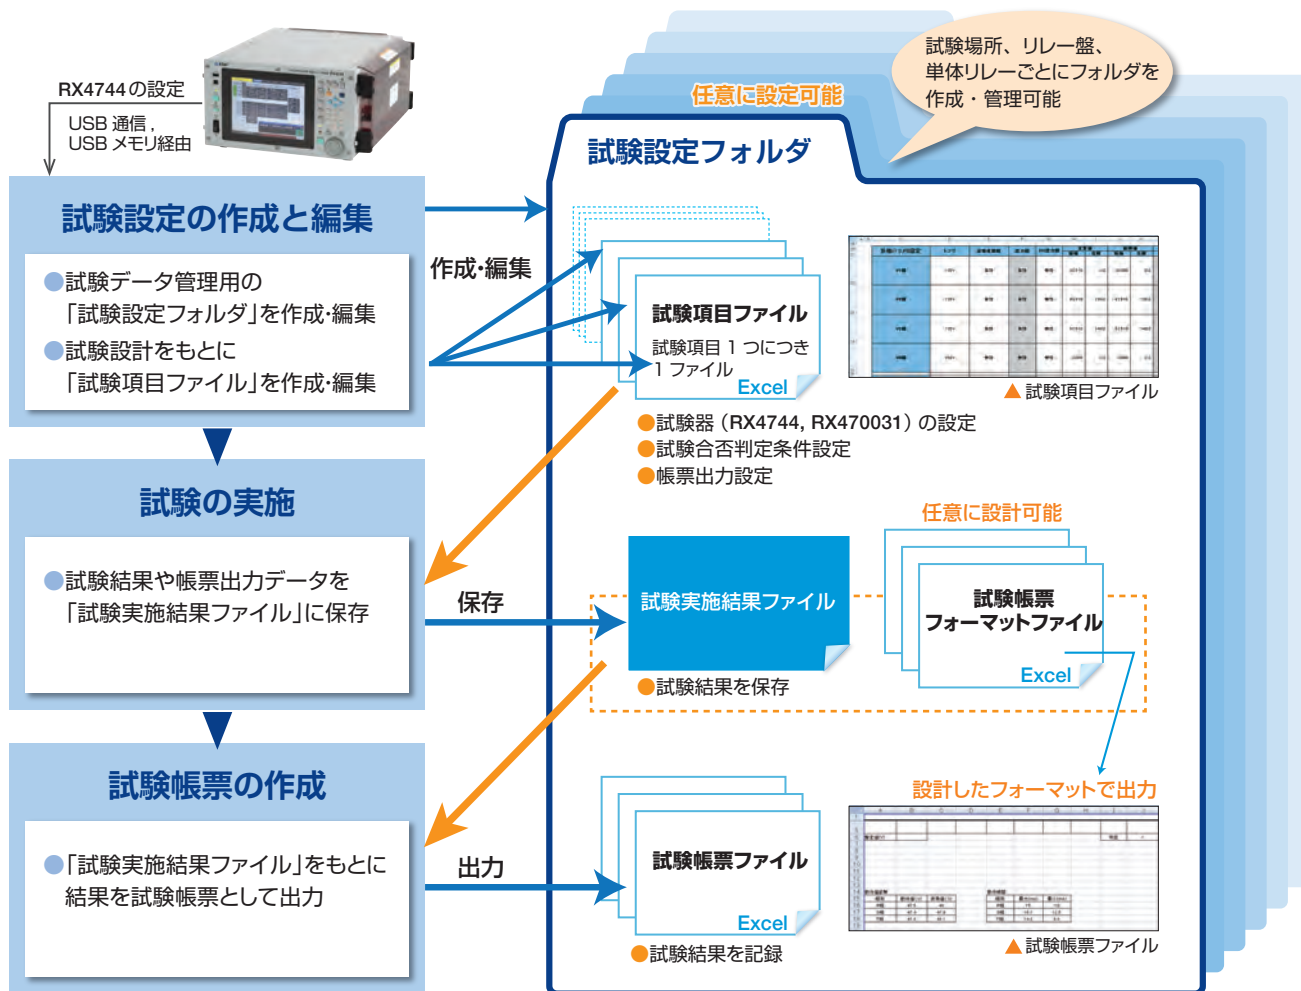 RX4744の設定
USB 通信，
USB メモリ経由
試験設定の作成と編集
●試験データ管理用の
「試験設定フォルダ」を作成・編集
●試験設計をもとに
「試験項目ファイル」を作成・編集
試験の実施
●試験結果や帳票出力データを
「試験実施結果ファイル」に保存
試験帳票の作成
●「試験実施結果ファイル」をもとに
結果を試験帳票として出力
作成・編集
保存
出力
任意に設定可能
試験場所、リレー盤、
単体リレーごとにフォルダを
作成・管理可能
試験設定フォルダ
試験項目ファイル
試験項目 1 つにつき
1 ファイル
Excel
▲ 試験項目ファイル
●試験器（RX4744, RX470031）の設定
●試験合否判定条件設定
●帳票出力設定
任意に設計可能
試験実施結果ファイル
●試験結果を保存
試験帳票
フォーマットファイル
Excel
設計したフォーマットで出力
試験帳票ファイル
Excel
●試験結果を記録
▲ 試験帳票ファイル